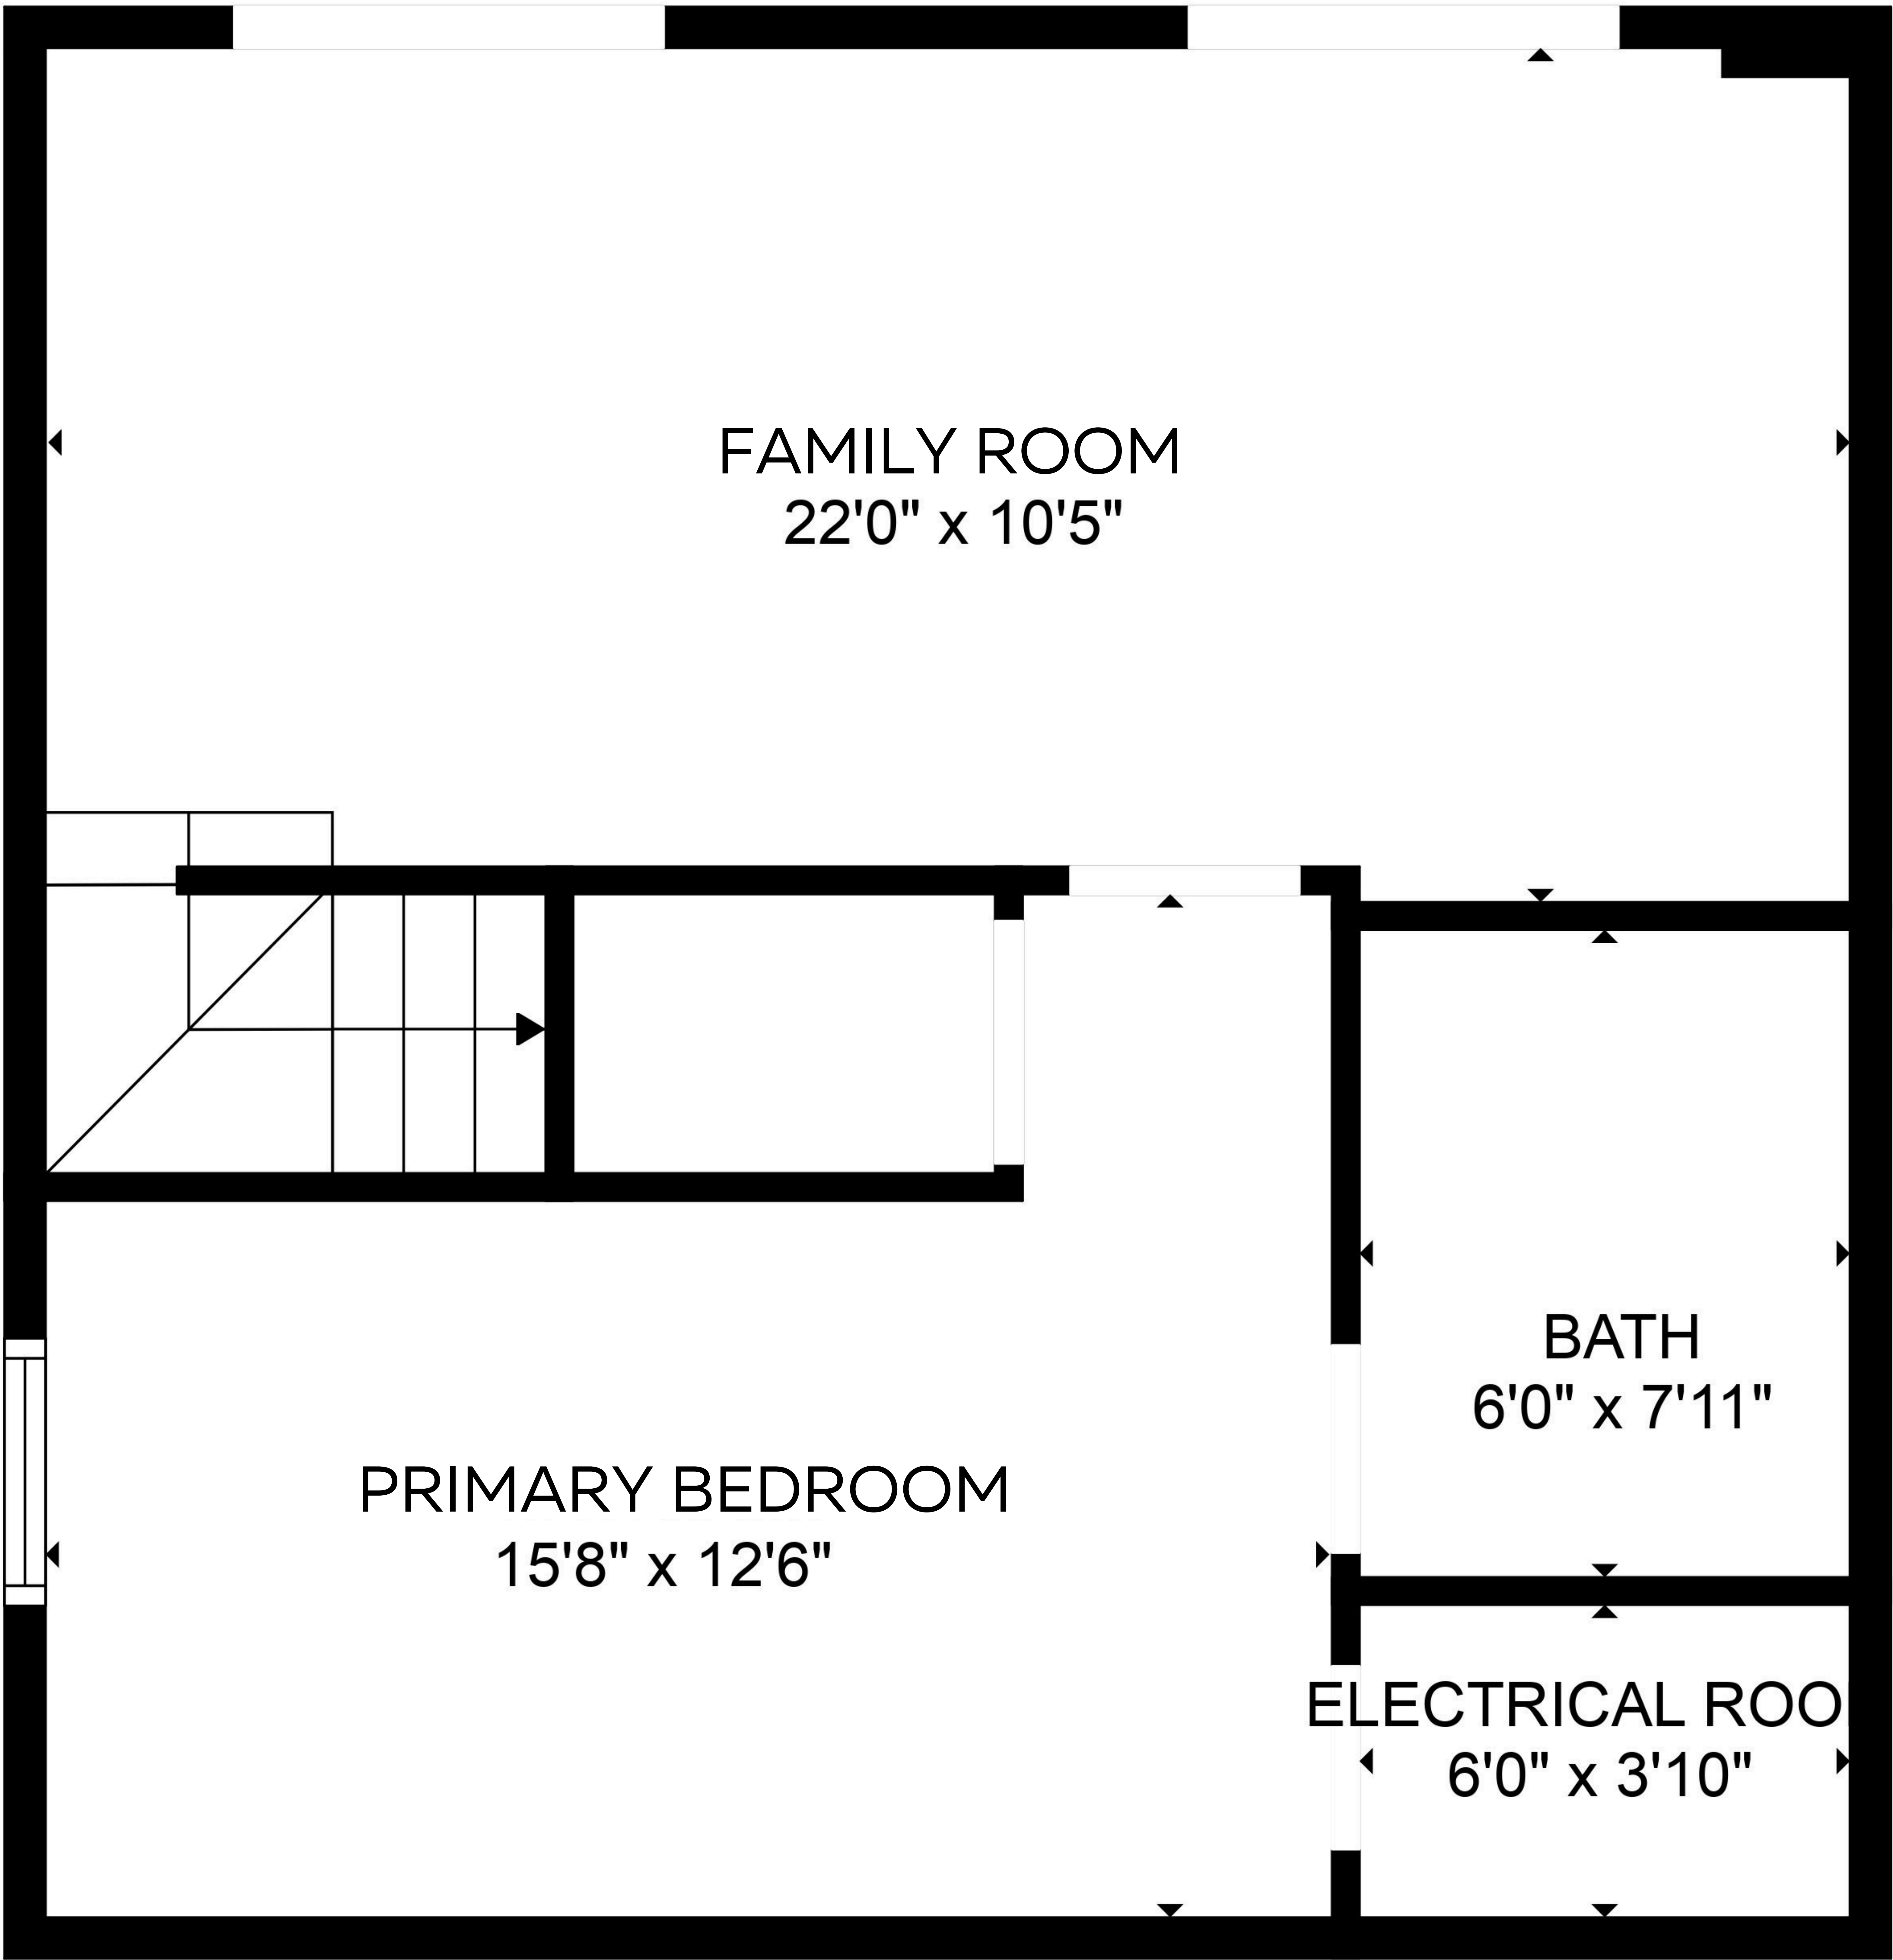 FAMILY ROOM
22'0" x 10'5"
BATH
6'0" x 7'11"
PRIMARY BEDROOM
15'8" x 12'6"
ELECTRICAL ROO
6'0" x 3'10"